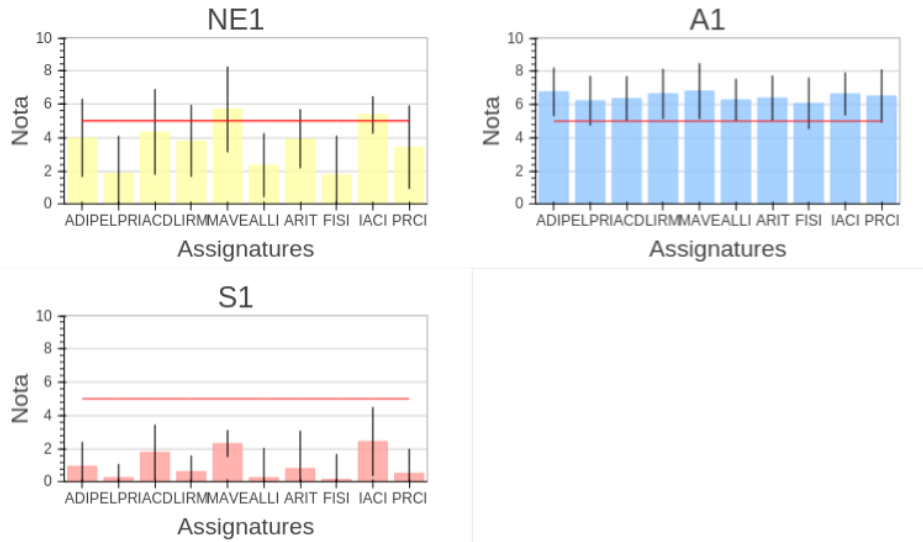 NE1
10
8
6
4
2
0
Nota
ADIPELPRIACDLIRMMAVEALLI ARIT FISI IACI PRCI
Assignatures
A1
10
8
6
4
2
0
Nota
ADIPELPRIACDLIRMMAVEALLI ARIT FISI IACI PRCI
Assignatures
S1
10
8
6
4
2
0
Nota
ADIPELPRIACDLIRMMAVEALLI ARIT FISI IACI PRCI
Assignatures